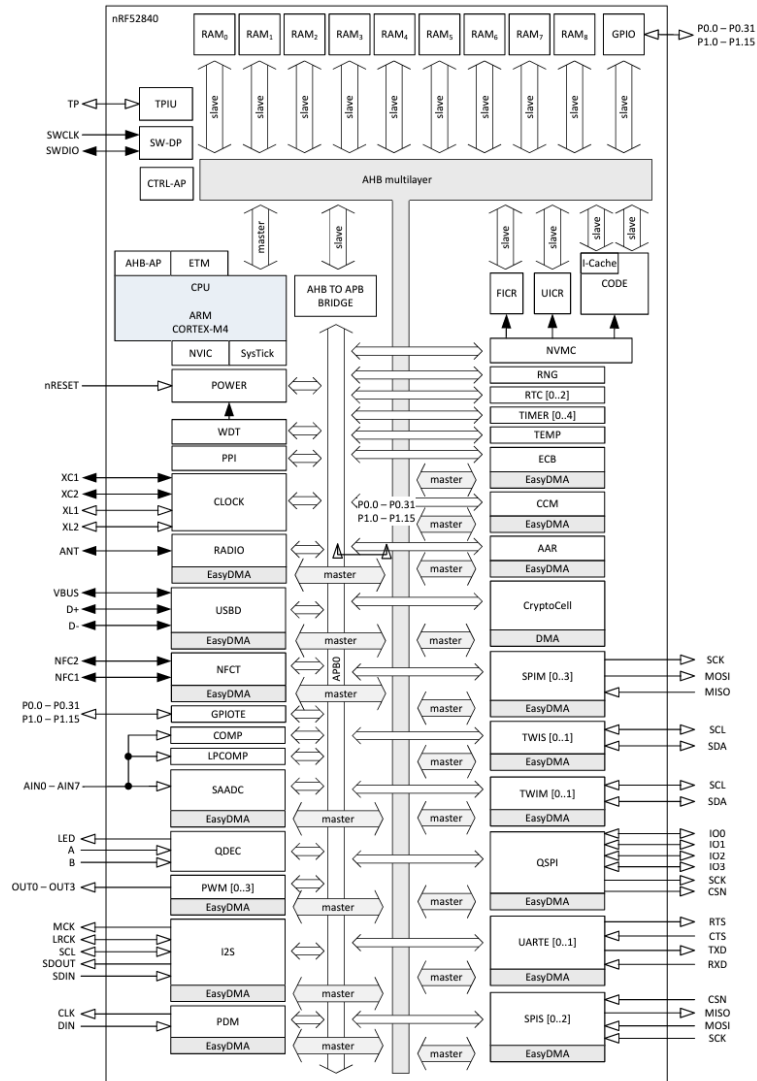 nRF52840
RAM0 RAM1 RAM2 RAM3 RAM4 RAM5 RAM6 RAM7 RAM8 GPIO
P0.0 – P0.31
P1.0 – P1.15
slave slave slave slave slave slave slave slave slave slave
TP
TPIU
SWCLK
SWDIO
SW-DP
CTRL-AP
AHB multilayer
master slave slave slave slave slave
AHB-AP ETM
CPU
ARM
CORTEX-M4
NVIC SysTick
AHB TO APB
BRIDGE
FICR
UICR
I-Cache
CODE
NVMC
nRESET
POWER
RNG
RTC [0..2]
TIMER [0..4]
WDT
TEMP
PPI
ECB
EasyDMA
master
XC1
XC2
XL1
XL2
CLOCK
P0.0 – P0.31
P1.0 – P1.15
CCM
EasyDMA
master
ANT
RADIO
EasyDMA
master
AAR
EasyDMA
master
VBUS
D+
D-
USBD
EasyDMA
master
CryptoCell
DMA
master
APB0
NFC2
NFC1
NFCT
EasyDMA
master
SPIM [0..3]
EasyDMA
master
SCK
MOSI
MISO
P0.0 – P0.31
P1.0 – P1.15
GPIOTE
COMP
LPCOMP
TWIS [0..1]
EasyDMA
master
SCL
SDA
AIN0 – AIN7
SAADC
EasyDMA
master
TWIM [0..1]
EasyDMA
master
SCL
SDA
LED
A
B
QDEC
QSPI
EasyDMA
master
IO0
IO1
IO2
IO3
SCK
CSN
OUT0 – OUT3
PWM [0..3]
EasyDMA
master
MCK
LRCK
SCL
SDOUT
SDIN
I2S
EasyDMA
master
UARTE [0..1]
EasyDMA
master
RTS
CTS
TXD
RXD
CLK
DIN
PDM
EasyDMA
master
SPIS [0..2]
EasyDMA
master
CSN
MISO
MOSI
SCK